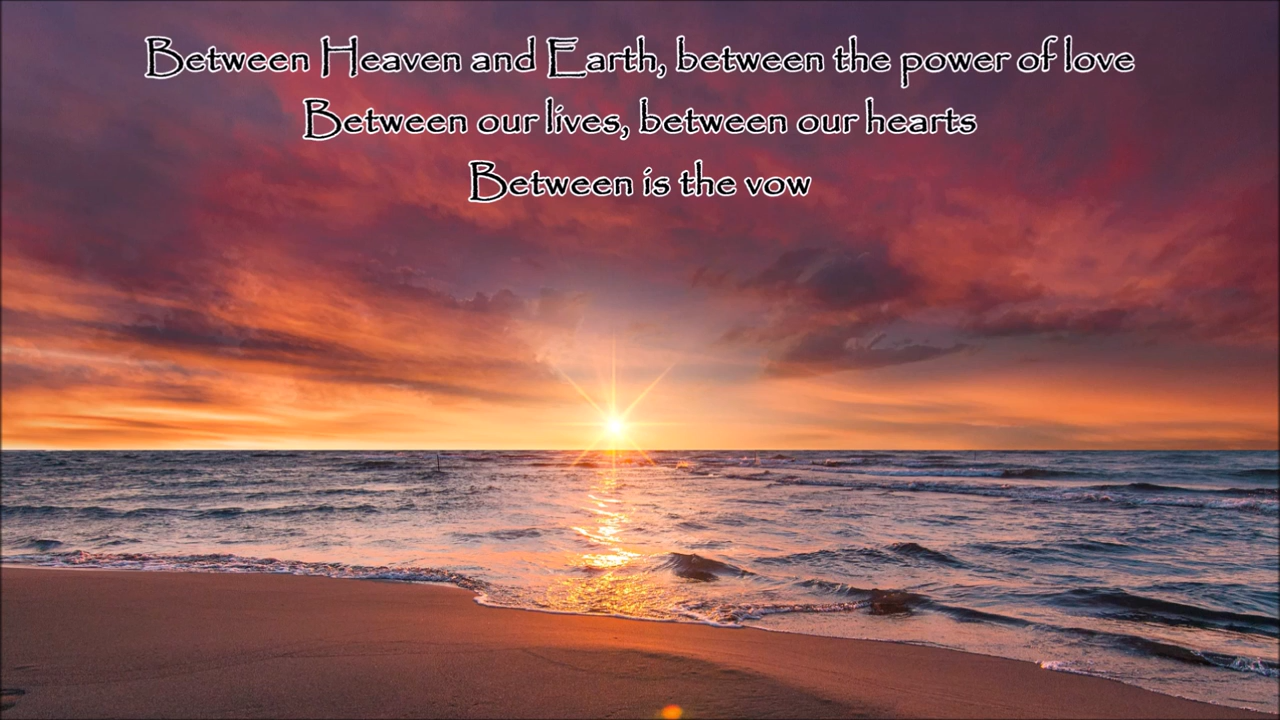 Between Heaven and Earth, between the power of love
Between our lives, between our hearts
Between is the vow